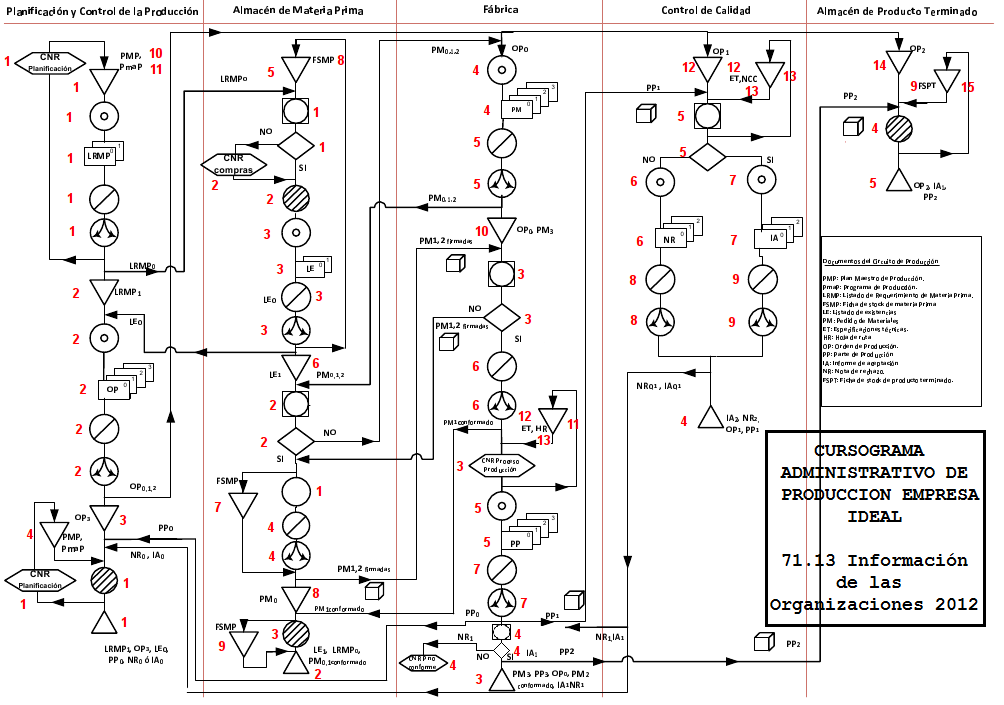 Planificación y Control de la Producción
Almacén de Materia Prima
Fábrica
Control de Calidad
Almacén de Producto Terminado
1
CNR
Planificación
PMP,
PmaP
10
11
1
1
1
LRMP 0 1
1
1
LRMP0
2
LRMP1
LE0
2
2
OP 0 1 2 3
2
2
OP0,1,2
OP3
3
4
PMP,
PmaP
PP0
NR0, IA0
CNR
Planificación
1
1
1
LRMP1, OP3, LE0,
PP0, NR0 ó IA0
5
FSMP
8
LRMP0
1
NO
1
SI
CNR
compras
2
2
3
3
LE 0 1
LE0
3
3
6
LE1
PM0,1,2
2
2
NO
SI
FSMP
7
1
4
4
PM1,2 firmadas
8
PM0
PM1conformado
FSMP
9
3
LE1, LRMP0,
PM0,1conformado
2
PM0,1,2
OP0
4
4
PM 0 1 2 3
5
5
PM0,1,2
10
OP0, PM3
PM1,2 firmadas
3
NO
PM1,2 firmadas
3
SI
6
6
PM1conformado
12
ET, HR
13
11
3
CNR Proceso
Producción
5
5
PP 0 1 2 3
7
7
PP0
PP1
4
NR1
CNR P no
conforme
4
NO
SI
4
IA1
PP2
3
PM3, PP3, OP0, PM2
conformado, IA1NR1
OP1
12
12
ET,NCC
13
13
PP1
5
5
NO
SI
6
7
6
NR 0 1 2
7
IA 0 1 2
8
9
8
9
NR0,1, IA0,1
4
IA2, NR2,
OP1, PP1
NR1,IA1
PP2
OP2
14
9
FSPT
15
PP2
4
5
OP2, IA1,
PP2
Documentos del Circuito de Producción
PMP: Plan Maestro de Producción.
PmaP: Programa de Producción.
LRMP: Listado de Requerimiento de Materia Prima.
FSMP: Ficha de stock de materia Prima
LE: Listado de existencias
PM: Pedido de Materiales
ET: Especificaciones técnicas.
HR: Hoja de ruta
OP: Orden de Producción.
PP: Parte de Producción
IA: Informe de aceptación
NR: Nota de rechazo.
FSPT: Ficha de stock de producto terminado.
CURSOGRAMA
ADMINISTRATIVO DE
PRODUCCION EMPRESA
IDEAL
71.13 Información
de las
Organizaciones 2012